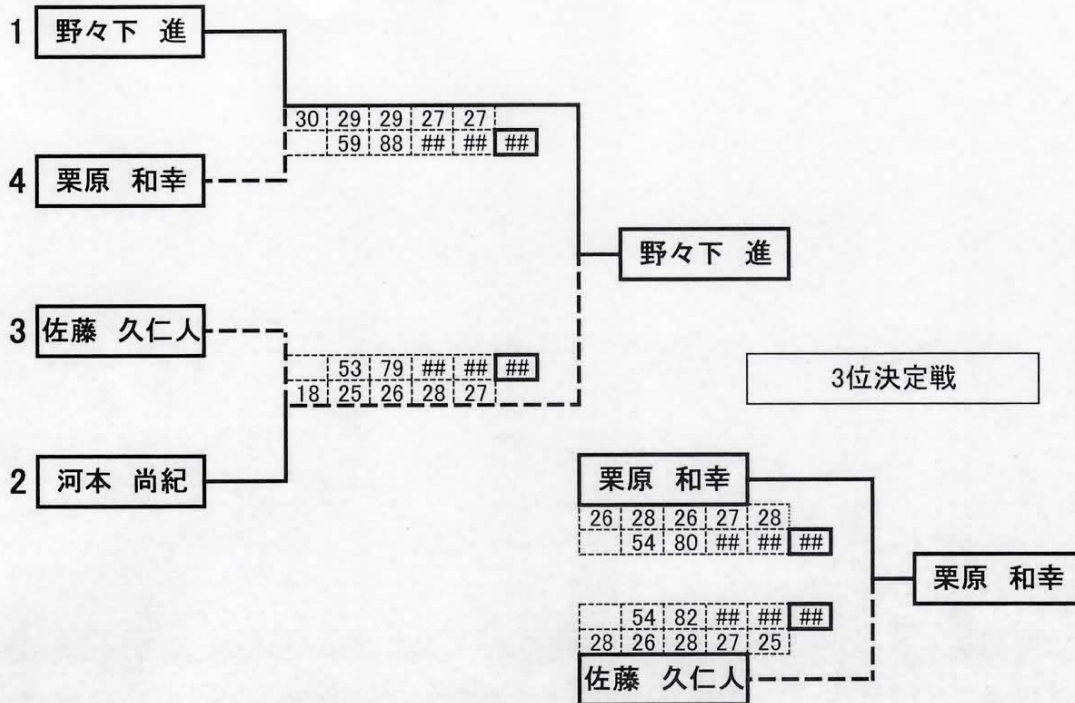 1 野々下 進
30 29 29 27 27
59 88 ## ## ##
4 栗原 和幸
野々下 進
3 佐藤 久仁人
53 79 ## ## ##
18 25 26 28 27
3位決定戦
2 河本 尚紀
栗原 和幸
26 28 26 27 28
54 80 ## ## ##
栗原 和幸
54 82 ## ## ##
28 26 28 27 25
佐藤 久仁人